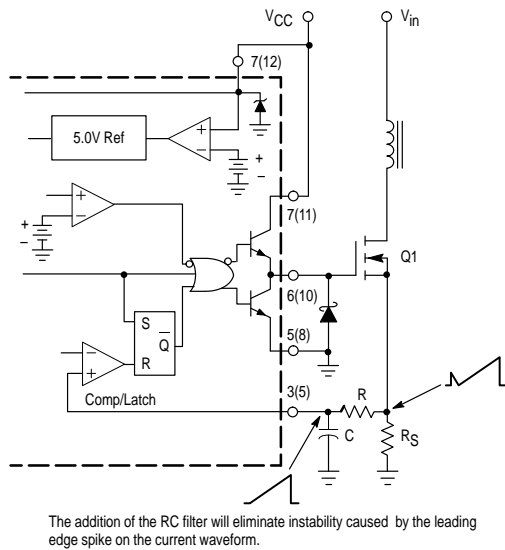 VCC
Vin
7(12)
5.0V Ref
+
−
+
−
7(11)
+
−
+
−
Q1
6(10)
S
Q
R
5(8)
−
+
Comp/Latch
3(5)
R
C
RS
The addition of the RC filter will eliminate instability caused by the leading
edge spike on the current waveform.